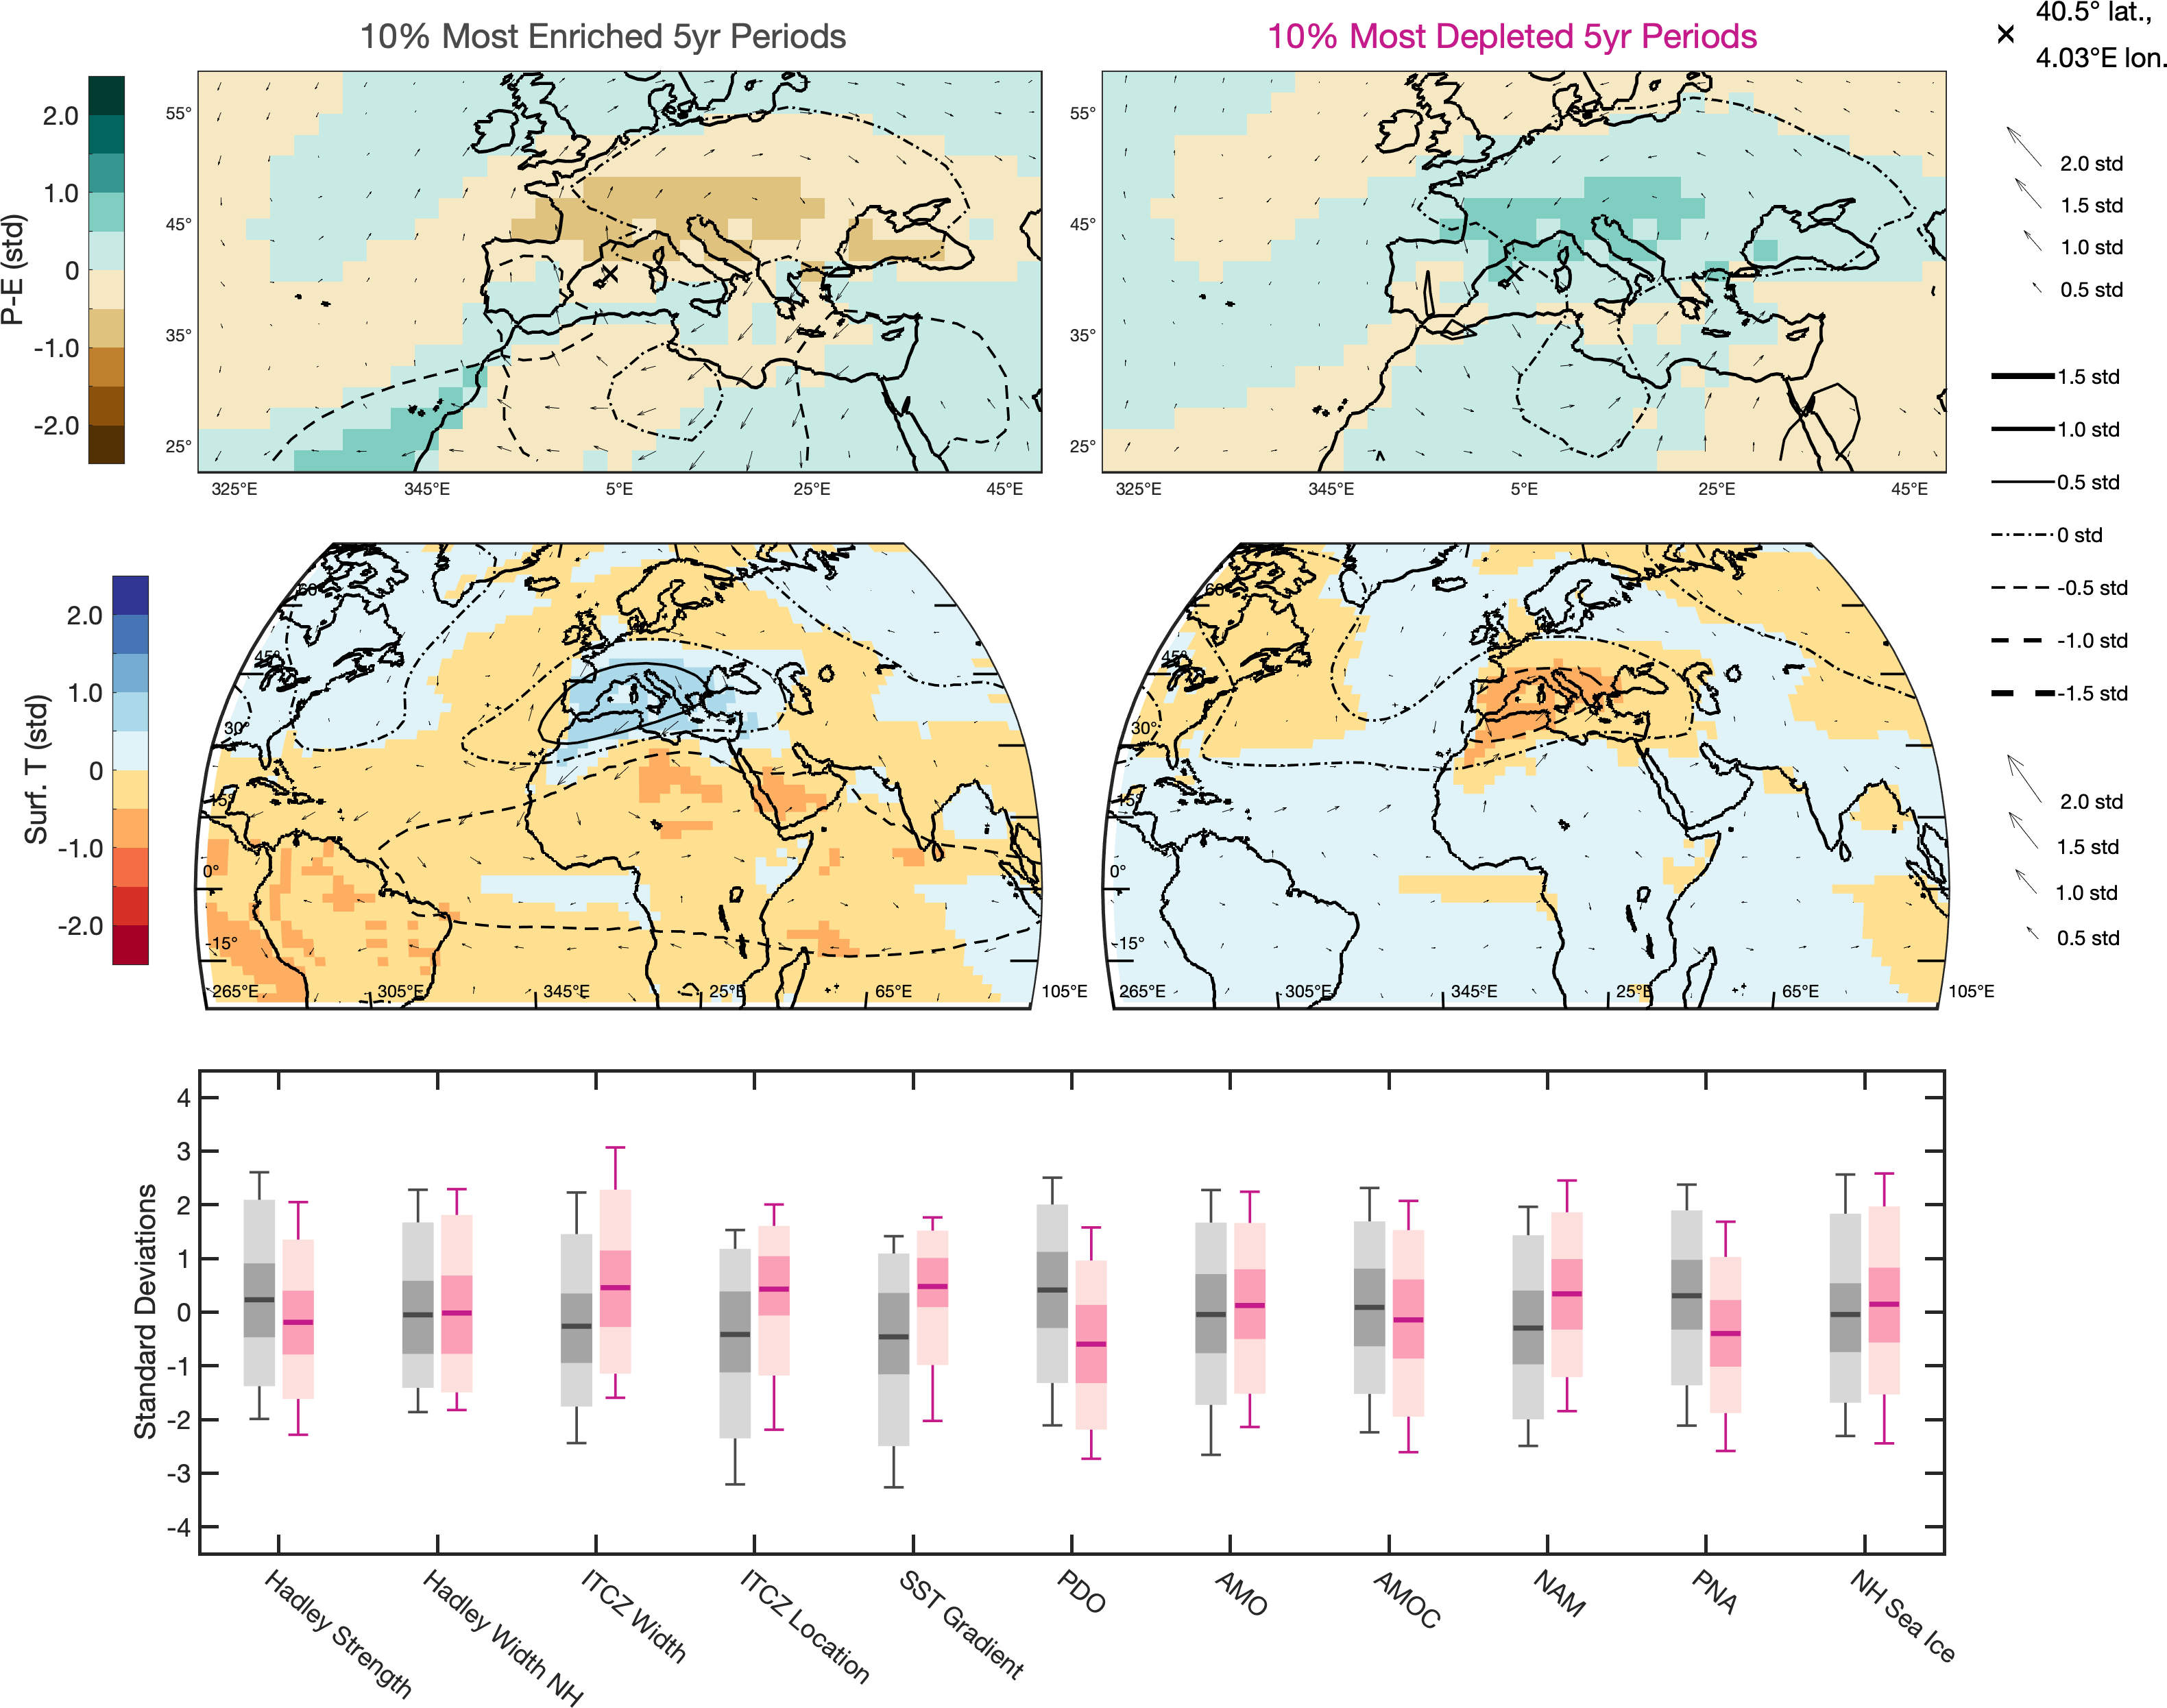 10% Most Enriched 5yr Periods
10% Most Depleted 5yr Periods
40.5° lat.,
4.03°E lon.
P-E (std)
2.0
1.0
0
-1.0
-2.0
55°
45°
35°
25°
325°E 345°E 5°E 25°E 45°E
55°
45°
35°
25°
325°E 345°E 5°E 25°E 45°E
2.0 std
1.5 std
1.0 std
0.5 std
1.5 std
1.0 std
0.5 std
0 std
-0.5 std
-1.0 std
-1.5 std
Surf. T (std)
2.0
1.0
0
-1.0
-2.0
60°
45°
30°
15°
0°
-15°
265°E 305°E 345°E 25°E 65°E 105°E
60°
45°
30°
15°
0°
-15°
265°E 305°E 345°E 25°E 65°E 105°E
2.0 std
1.5 std
1.0 std
0.5 std
Standard Deviations
4
3
2
1
0
-1
-2
-3
-4
Hadley Strength
Hadley Width NH
ITCZ Width
ITCZ Location
SST Gradient
PDO
AMO
AMOC
NAM
PNA
NH Sea Ice